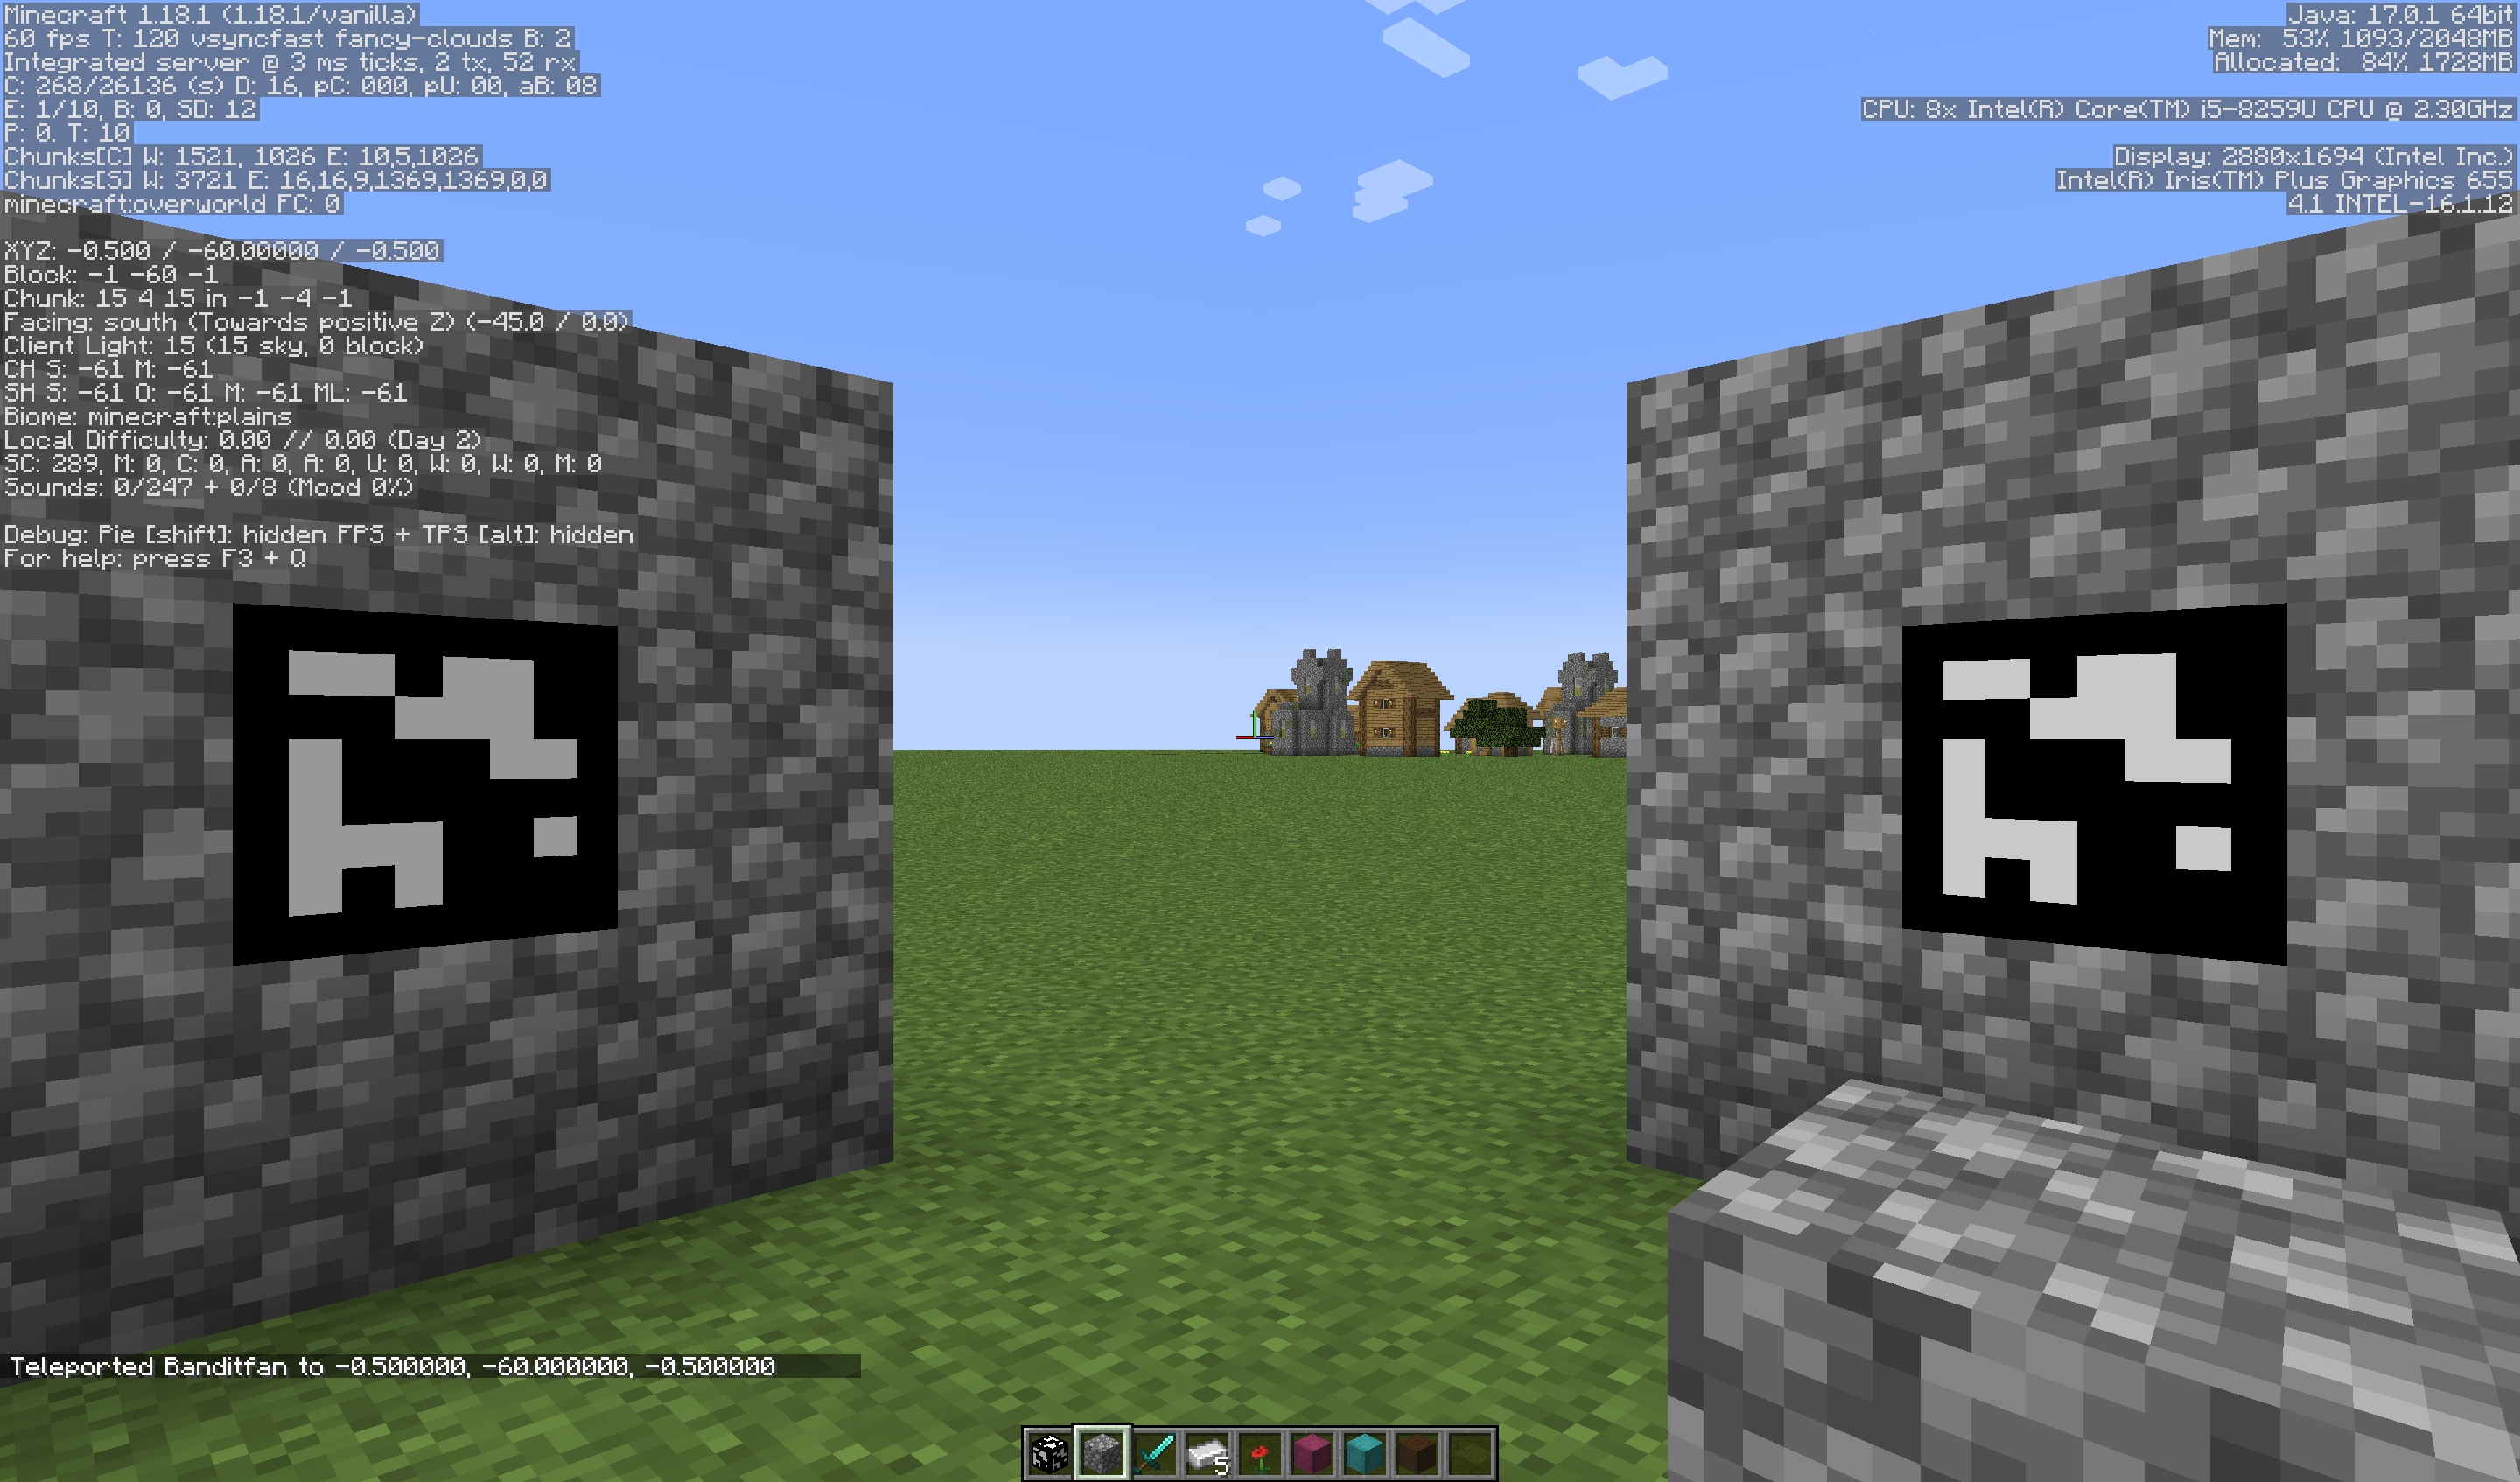 Minecraft 1.18.1 (1.18.1/vanilla)
60 fps T: 120 vsyncfast fancy-clouds B: 2
Integrated server @ 3 ms ticks, 2 tx, 52 rx
C: 268/26136 (s) D: 16, pC: 000, pU: 00, aB: 08
E: 1/10, B: 0, SD: 12
P: 0. T: 10
Chunks[C] W: 1521, 1026 E: 10,5,1026
Chunks[S] W: 3721 E: 16,16,9,1369,1369,0,0
minecraft:overworld FC: 0
XYZ: -0.500 / -60.00000 / -0.500
Block: -1 -60 -1
Chunk: 15 4 15 in -1 -4 -1
Facing: south (Towards positive Z) (-45.0 / 0.0)
Client Light: 15 (15 sky, 0 block)
CH S: -61 M: -61
SH S: -61 O: -61 M: -61 ML: -61
Biome: minecraft:plains
Local Difficulty: 0.00 // 0.00 (Day 2)
SC: 289, M: 0, C: 0, A: 0, A: 0, U: 0, W: 0, W: 0, M: 0
Sounds: 0/247 + 0/8 (Mood 0%)
Debug: Pie [shift]: hidden FPS + TPS [alt]: hidden
For help: press F3 + Q
Java: 17.0.1 64bit
Mem: 53% 1093/2048MB
Allocated: 84% 1728MB
CPU: 8x Intel(R) Core(TM) i5-8259U CPU @ 2.30GHz
Display: 2880x1694 (Intel Inc.)
Intel(R) Iris(TM) Plus Graphics 655
4.1 INTEL-16.1.12
Teleported Banditfan to -0.500000, -60.000000, -0.500000
5